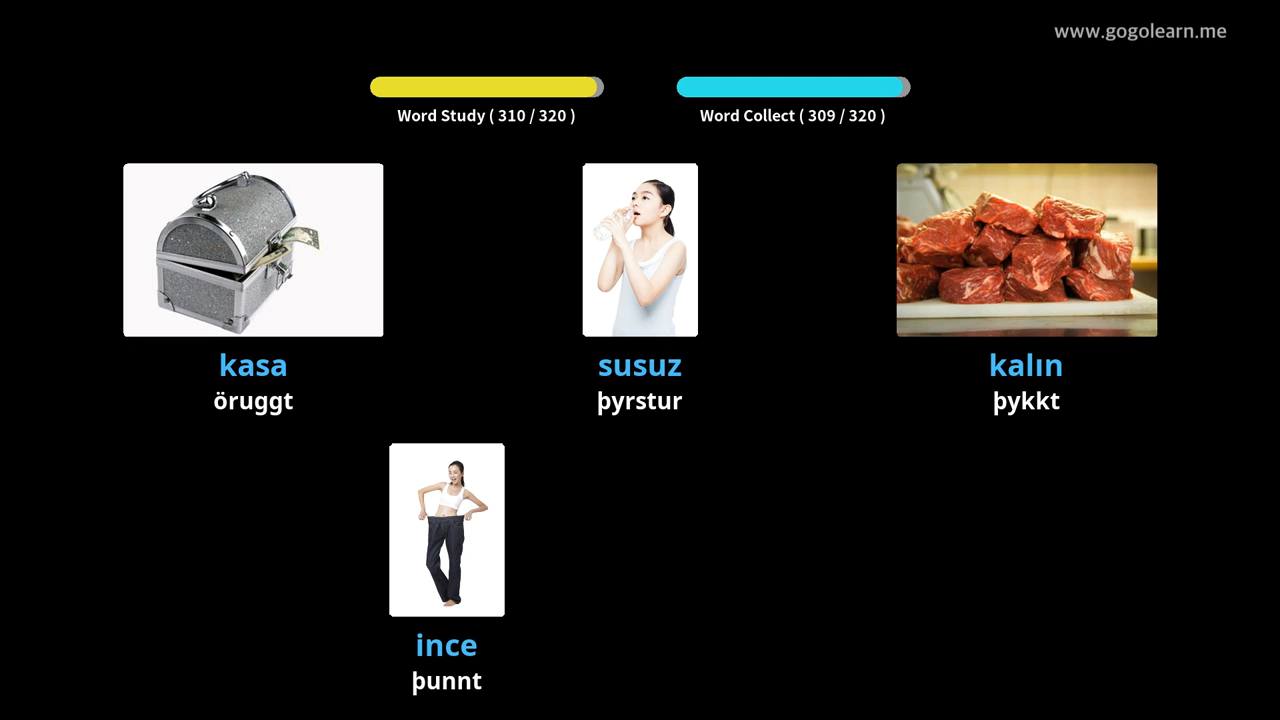 www.gogolearn.me
Word Study ( 310 / 320 )
Word Collect ( 309 / 320 )
kasa
öruggt
susuz
þyrstur
kalın
þykkt
ince
þunnt